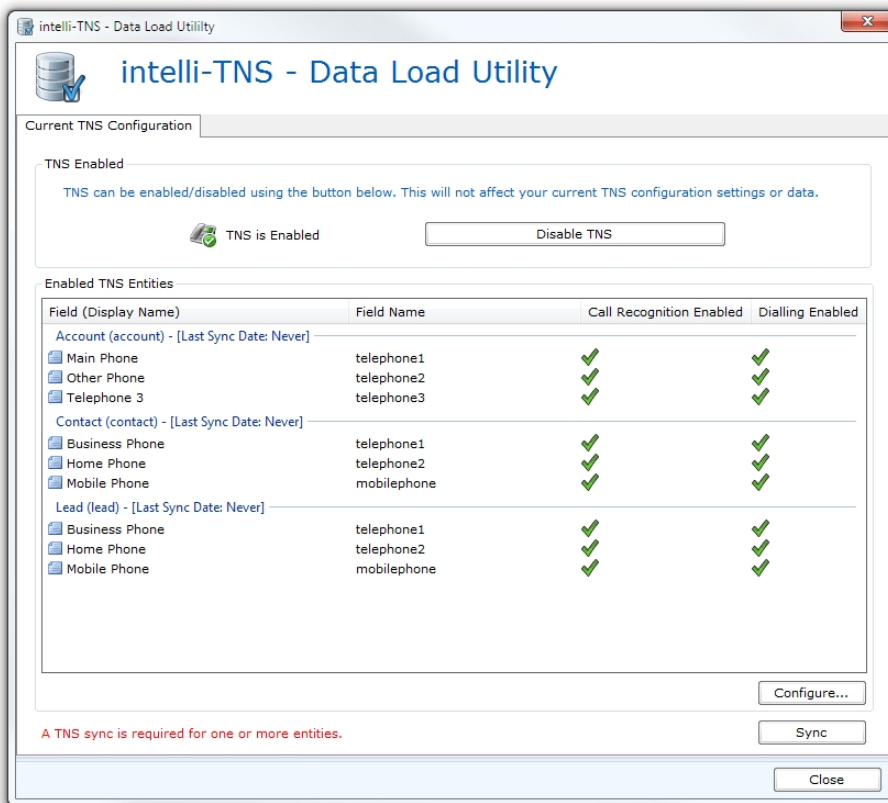 intelli-TNS - Data Load Utililty
intelli-TNS - Data Load Utility
Current TNS Configuration
TNS Enabled
TNS can be enabled/disabled using the button below. This will not affect your current TNS configuration settings or data.
TNS is Enabled Disable TNS
Enabled TNS Entities
Field (Display Name) Field Name Call Recognition Enabled Dialling Enabled
Account (account) - [Last Sync Date: Never]
Main Phone telephone1
Other Phone telephone2
Telephone 3 telephone3
Contact (contact) - [Last Sync Date: Never]
Business Phone telephone1
Home Phone telephone2
Mobile Phone mobilephone
Lead (lead) - [Last Sync Date: Never]
Business Phone telephone1
Home Phone telephone2
Mobile Phone mobilephone
Configure...
A TNS sync is required for one or more entities. Sync
Close